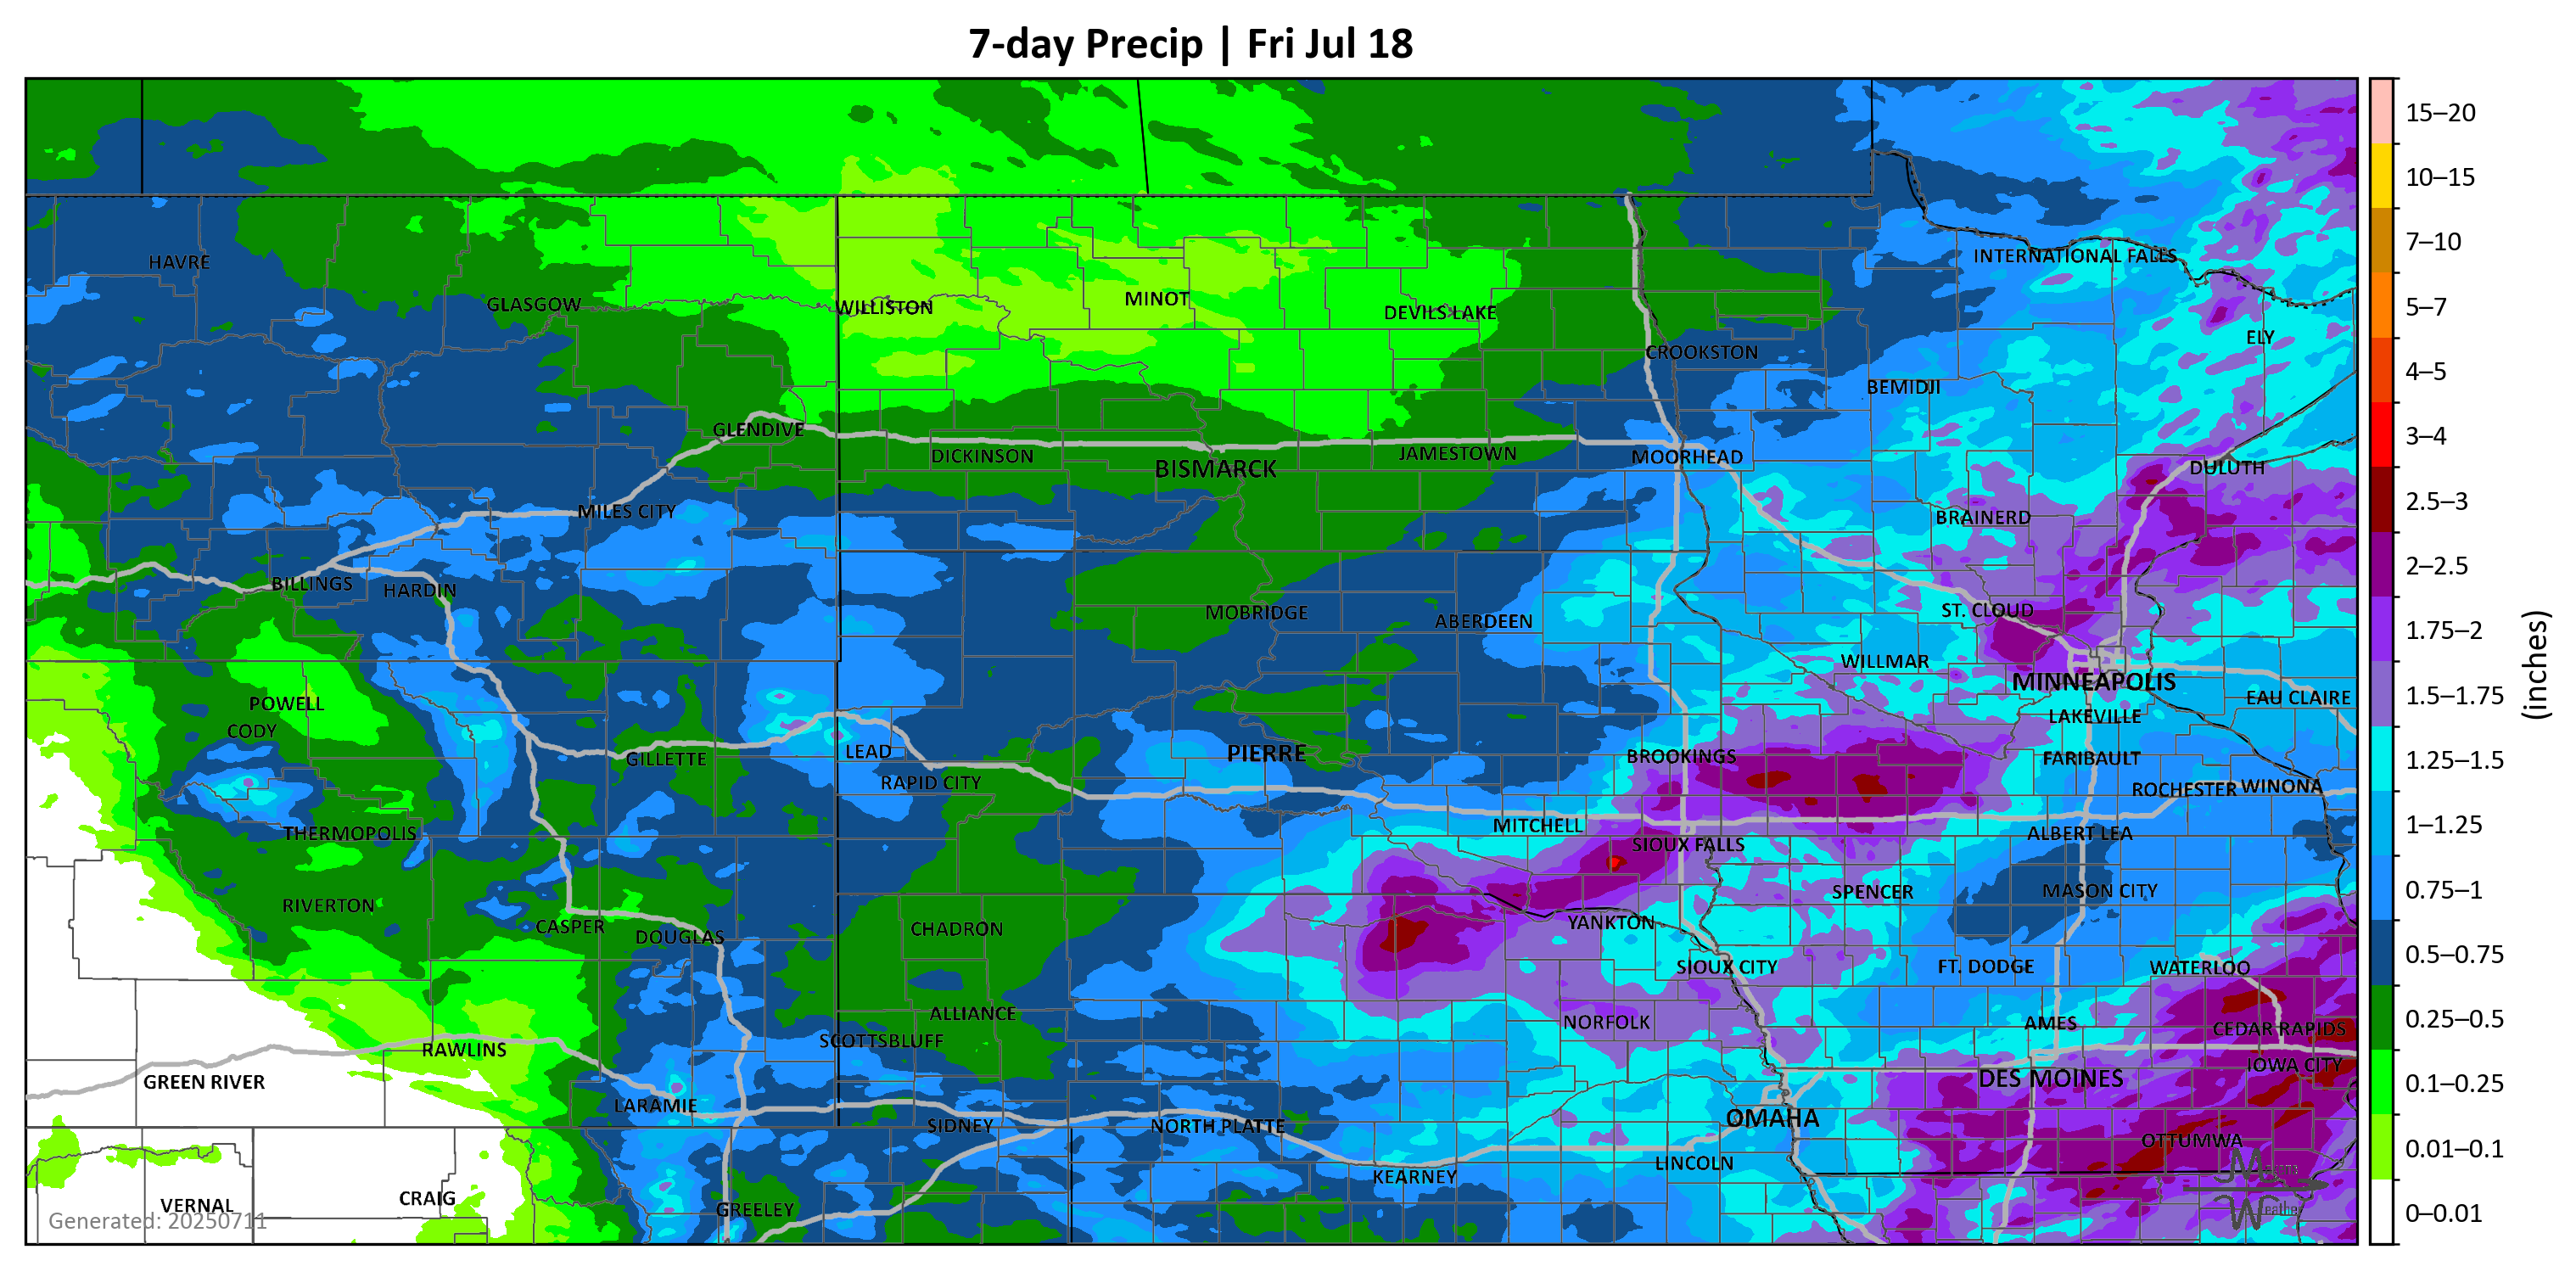 7-day Precip | Fri Jul 18
HAVRE
INTERNATIONAL FALLS
GLASGOW
WILLISTON
MINOT
DEVILS LAKE
ELY
CROOKSTON
BEMIDJI
GLENDIVE
DICKINSON
BISMARCK
JAMESTOWN
MOORHEAD
DULUTH
MILES CITY
BRAINERD
BILLINGS
HARDIN
MOBRIDGE
ABERDEEN
ST. CLOUD
WILLMAR
MINNEAPOLIS
POWELL
EAU CLAIRE
CODY
LAKEVILLE
GILLETTE
LEAD
PIERRE
BROOKINGS
FARIBAULT
RAPID CITY
ROCHESTER
WINONA
THERMOPOLIS
MITCHELL
ALBERT LEA
SIOUX FALLS
RIVERTON
SPENCER
MASON CITY
CASPER
DOUGLAS
CHADRON
YANKTON
SIOUX CITY
FT. DODGE
WATERLOO
ALLIANCE
NORFOLK
AMES
CEDAR RAPIDS
SCOTTSBLUFF
RAWLINS
IOWA CITY
GREEN RIVER
DES MOINES
LARAMIE
SIDNEY
NORTH PLATTE
OMAHA
OTTUMWA
LINCOLN
KEARNEY
VERNAL
CRAIG
GREELEY
Generated: 20250711
Weather
15–20
10–15
7–10
5–7
4–5
3–4
2.5–3
2–2.5
1.75–2
1.5–1.75
1.25–1.5
1–1.25
0.75–1
0.5–0.75
0.25–0.5
0.1–0.25
0.01–0.1
0–0.01
(inches)